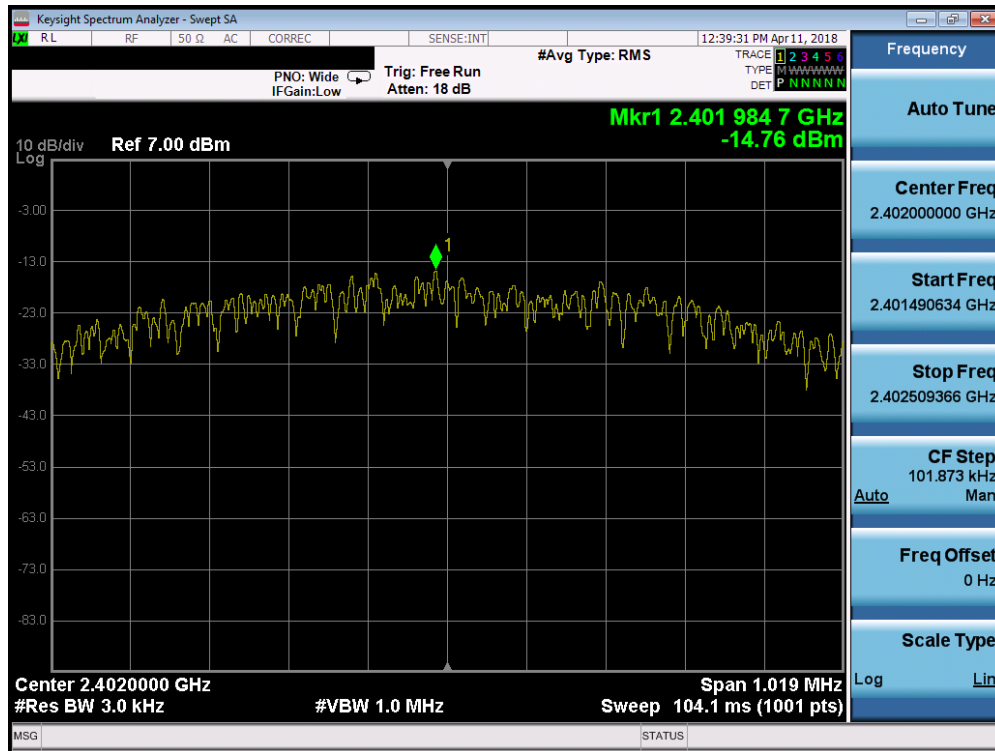 Keysight Spectrum Analyzer - Swept SA
LXI RL RF 50 Ω AC CORREC SENSE:INT 12:39:31 PM Apr 11, 2018
PNO: Wide
IFGain:Low
Trig: Free Run
Atten: 18 dB
#Avg Type: RMS
TRACE 1 2 3 4 5 6
TYPE M W W W W W
DET P N N N N N
Mkr1 2.401 984 7 GHz
-14.76 dBm
10 dB/div Ref 7.00 dBm
Log
-3.00
1
-13.0
-23.0
-33.0
-43.0
-53.0
-63.0
-73.0
-83.0
Center 2.4020000 GHz Span 1.019 MHz
#Res BW 3.0 kHz #VBW 1.0 MHz Sweep 104.1 ms (1001 pts)
MSG STATUS
Frequency
Auto Tune
Center Freq
2.402000000 GHz
Start Freq
2.401490634 GHz
Stop Freq
2.402509366 GHz
CF Step
101.873 kHz
Auto Man
Freq Offset
0 Hz
Scale Type
Log Lin